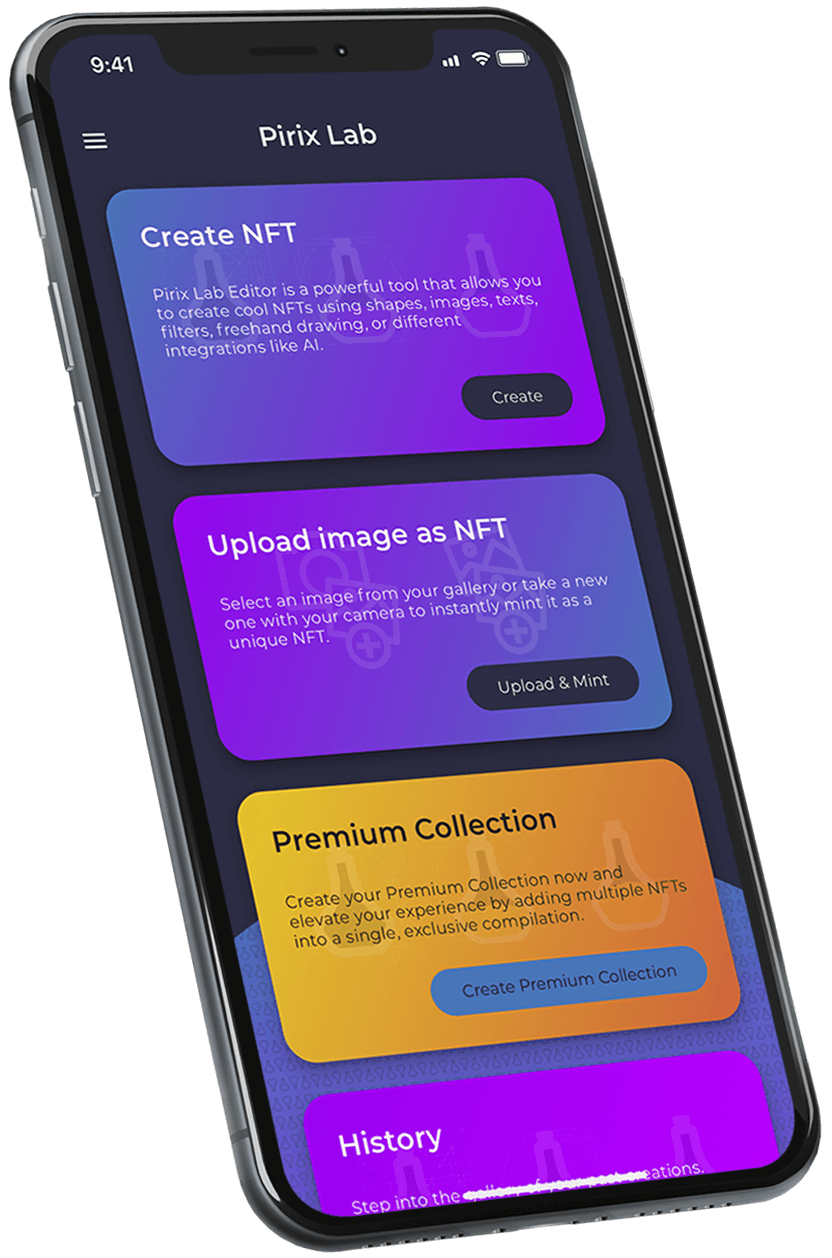 9:41
Pirix Lab
Create NFT
Pirix Lab Editor is a powerful tool that allows you
to create cool NFTs using shapes, images, texts,
filters, freehand drawing, or different
integrations like AI.
Create
Upload image as NFT
Select an image from your gallery or take a new
one with your camera to instantly mint it as a
unique NFT.
Upload & Mint
Premium Collection
Create your Premium Collection now and
elevate your experience by adding multiple NFTs
into a single, exclusive compilation.
Create Premium Collection
History
Step into the gallery of your past creations.